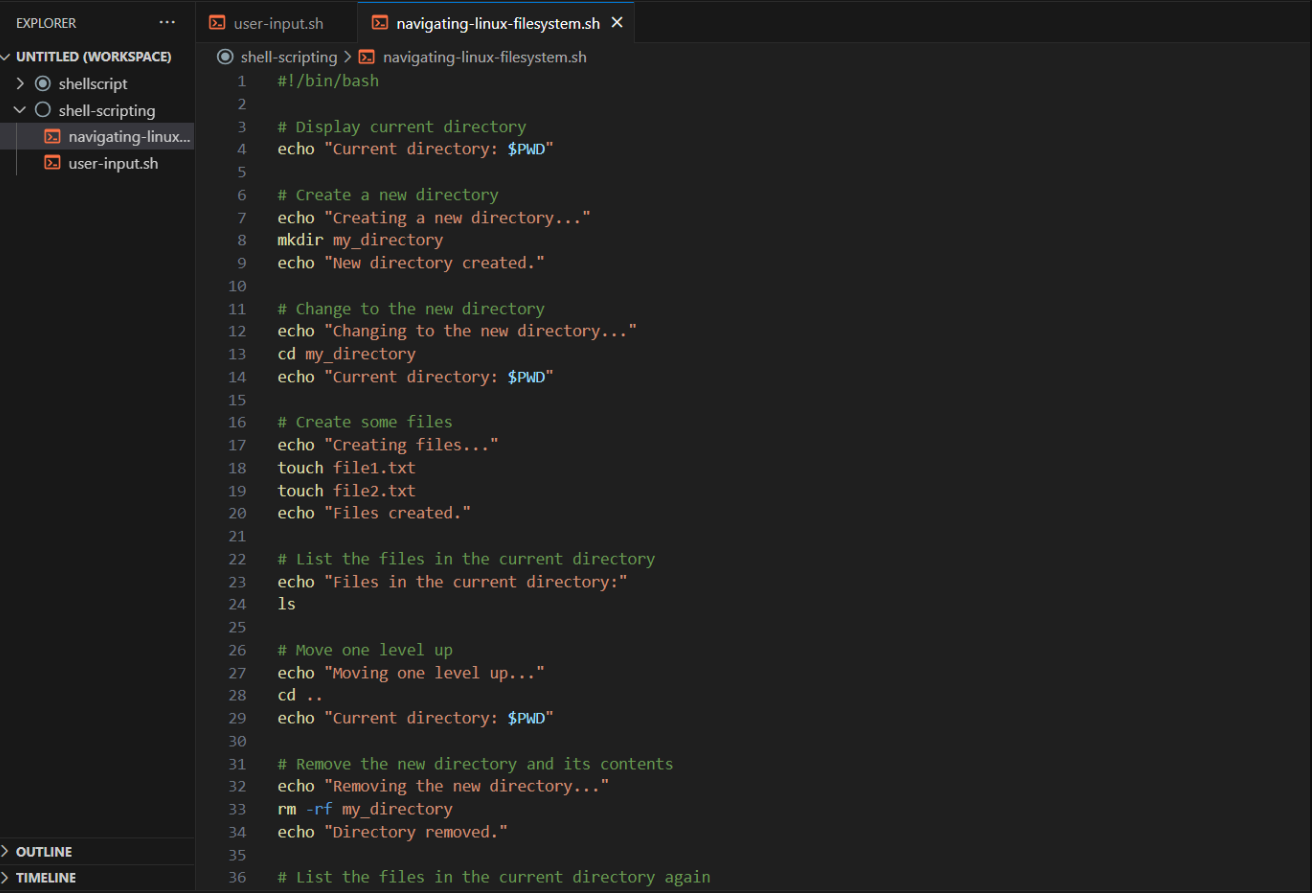 EXPLORER
UNTITLED (WORKSPACE)
shellscript
shell-scripting
navigating-linux...
user-input.sh
OUTLINE
TIMELINE
user-input.sh
navigating-linux-filesystem.sh
shell-scripting > navigating-linux-filesystem.sh
1 #!/bin/bash
2
3 # Display current directory
4 echo "Current directory: $PWD"
5
6 # Create a new directory
7 echo "Creating a new directory..."
8 mkdir my_directory
9 echo "New directory created."
10
11 # Change to the new directory
12 echo "Changing to the new directory..."
13 cd my_directory
14 echo "Current directory: $PWD"
15
16 # Create some files
17 echo "Creating files..."
18 touch file1.txt
19 touch file2.txt
20 echo "Files created."
21
22 # List the files in the current directory
23 echo "Files in the current directory:"
24 ls
25
26 # Move one level up
27 echo "Moving one level up..."
28 cd ..
29 echo "Current directory: $PWD"
30
31 # Remove the new directory and its contents
32 echo "Removing the new directory..."
33 rm -rf my_directory
34 echo "Directory removed."
35
36 # List the files in the current directory again